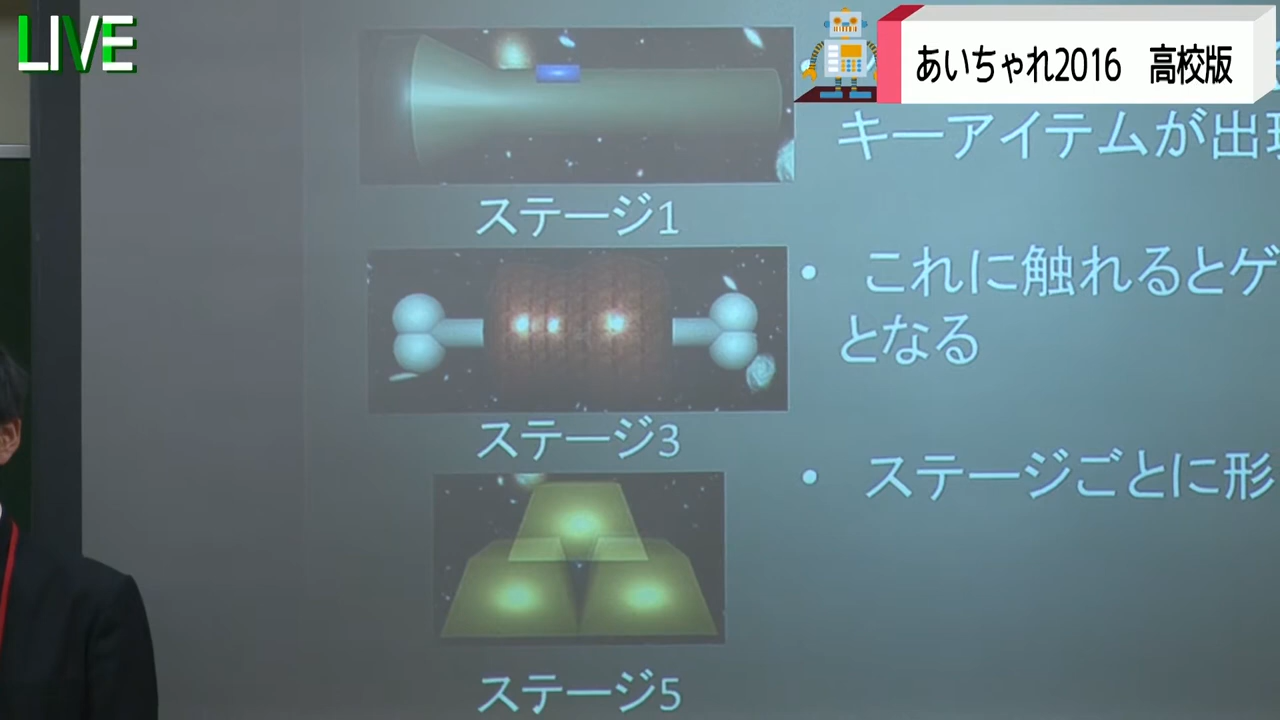 LIVE
あいちゃれ2016 高校版
キーアイテムが出現
ステージ1
・ これに触れるとゲ
となる
ステージ3
・ ステージごとに形
ステージ5